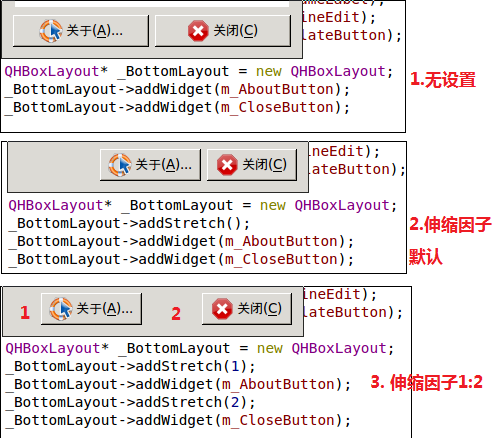 关于(A)...
关闭(C)
ineEdit);
lateButton);
QHBoxLayout* _BottomLayout = new QHBoxLayout;
_BottomLayout->addWidget(m_AboutButton);
_BottomLayout->addWidget(m_CloseButton);
1.无设置
关于(A)...
关闭(C)
ineEdit);
lateButton);
QHBoxLayout* _BottomLayout = new QHBoxLayout;
_BottomLayout->addStretch();
_BottomLayout->addWidget(m_AboutButton);
_BottomLayout->addWidget(m_CloseButton);
2.伸缩因子
默认
1
关于(A)...
2
关闭(C)
ineEdit);
lateButton);
QHBoxLayout* _BottomLayout = new QHBoxLayout;
_BottomLayout->addStretch(1);
_BottomLayout->addWidget(m_AboutButton);
_BottomLayout->addStretch(2);
_BottomLayout->addWidget(m_CloseButton);
3. 伸缩因子1:2